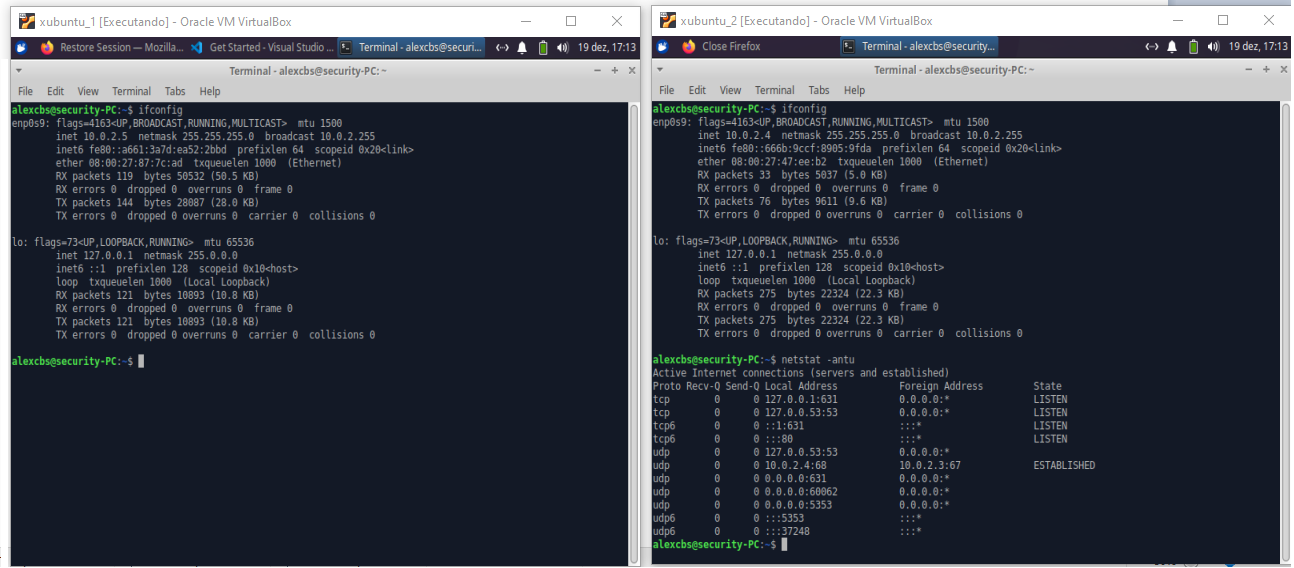 xubuntu_1 [Executando] - Oracle VM VirtualBox
Restore Session — Mozilla... Get Started - Visual Studio ... Terminal - alexcbs@securi... 19 dez, 17:13
Terminal - alexcbs@security-PC: ~
File Edit View Terminal Tabs Help
alexcbs@security-PC:~$ ifconfig
enp0s9: flags=4163<UP,BROADCAST,RUNNING,MULTICAST>  mtu 1500
        inet 10.0.2.5  netmask 255.255.255.0  broadcast 10.0.2.255
        inet6 fe80::a661:3a7d:ea52:2bbd  prefixlen 64  scopeid 0x20<link>
        ether 08:00:27:87:7c:ad  txqueuelen 1000  (Ethernet)
        RX packets 119  bytes 50532 (50.5 KB)
        RX errors 0  dropped 0  overruns 0  frame 0
        TX packets 144  bytes 28087 (28.0 KB)
        TX errors 0  dropped 0 overruns 0  carrier 0  collisions 0
lo: flags=73<UP,LOOPBACK,RUNNING>  mtu 65536
        inet 127.0.0.1  netmask 255.0.0.0
        inet6 ::1  prefixlen 128  scopeid 0x10<host>
        loop  txqueuelen 1000  (Local Loopback)
        RX packets 121  bytes 10893 (10.8 KB)
        RX errors 0  dropped 0  overruns 0  frame 0
        TX packets 121  bytes 10893 (10.8 KB)
        TX errors 0  dropped 0 overruns 0  carrier 0  collisions 0
alexcbs@security-PC:~$
xubuntu_2 [Executando] - Oracle VM VirtualBox
Close Firefox Terminal - alexcbs@security... 19 dez, 17:13
Terminal - alexcbs@security-PC: ~
File Edit View Terminal Tabs Help
alexcbs@security-PC:~$ ifconfig
enp0s9: flags=4163<UP,BROADCAST,RUNNING,MULTICAST>  mtu 1500
        inet 10.0.2.4  netmask 255.255.255.0  broadcast 10.0.2.255
        inet6 fe80::666b:9ccf:8905:9fda  prefixlen 64  scopeid 0x20<link>
        ether 08:00:27:47:ee:b2  txqueuelen 1000  (Ethernet)
        RX packets 33  bytes 5037 (5.0 KB)
        RX errors 0  dropped 0  overruns 0  frame 0
        TX packets 76  bytes 9611 (9.6 KB)
        TX errors 0  dropped 0 overruns 0  carrier 0  collisions 0
lo: flags=73<UP,LOOPBACK,RUNNING>  mtu 65536
        inet 127.0.0.1  netmask 255.0.0.0
        inet6 ::1  prefixlen 128  scopeid 0x10<host>
        loop  txqueuelen 1000  (Local Loopback)
        RX packets 275  bytes 22324 (22.3 KB)
        RX errors 0  dropped 0  overruns 0  frame 0
        TX packets 275  bytes 22324 (22.3 KB)
        TX errors 0  dropped 0 overruns 0  carrier 0  collisions 0
alexcbs@security-PC:~$ netstat -antu
Active Internet connections (servers and established)
Proto Recv-Q Send-Q Local Address           Foreign Address         State
tcp        0      0 127.0.0.1:631           0.0.0.0:*               LISTEN
tcp        0      0 127.0.0.53:53           0.0.0.0:*               LISTEN
tcp6       0      0 ::1:631                 :::*                    LISTEN
tcp6       0      0 :::80                   :::*                    LISTEN
udp        0      0 127.0.0.53:53           0.0.0.0:*
udp        0      0 10.0.2.4:68             10.0.2.3:67             ESTABLISHED
udp        0      0 0.0.0.0:631             0.0.0.0:*
udp        0      0 0.0.0.0:60062           0.0.0.0:*
udp        0      0 0.0.0.0:5353            0.0.0.0:*
udp6       0      0 :::5353                 :::*
udp6       0      0 :::37248                :::*
alexcbs@security-PC:~$